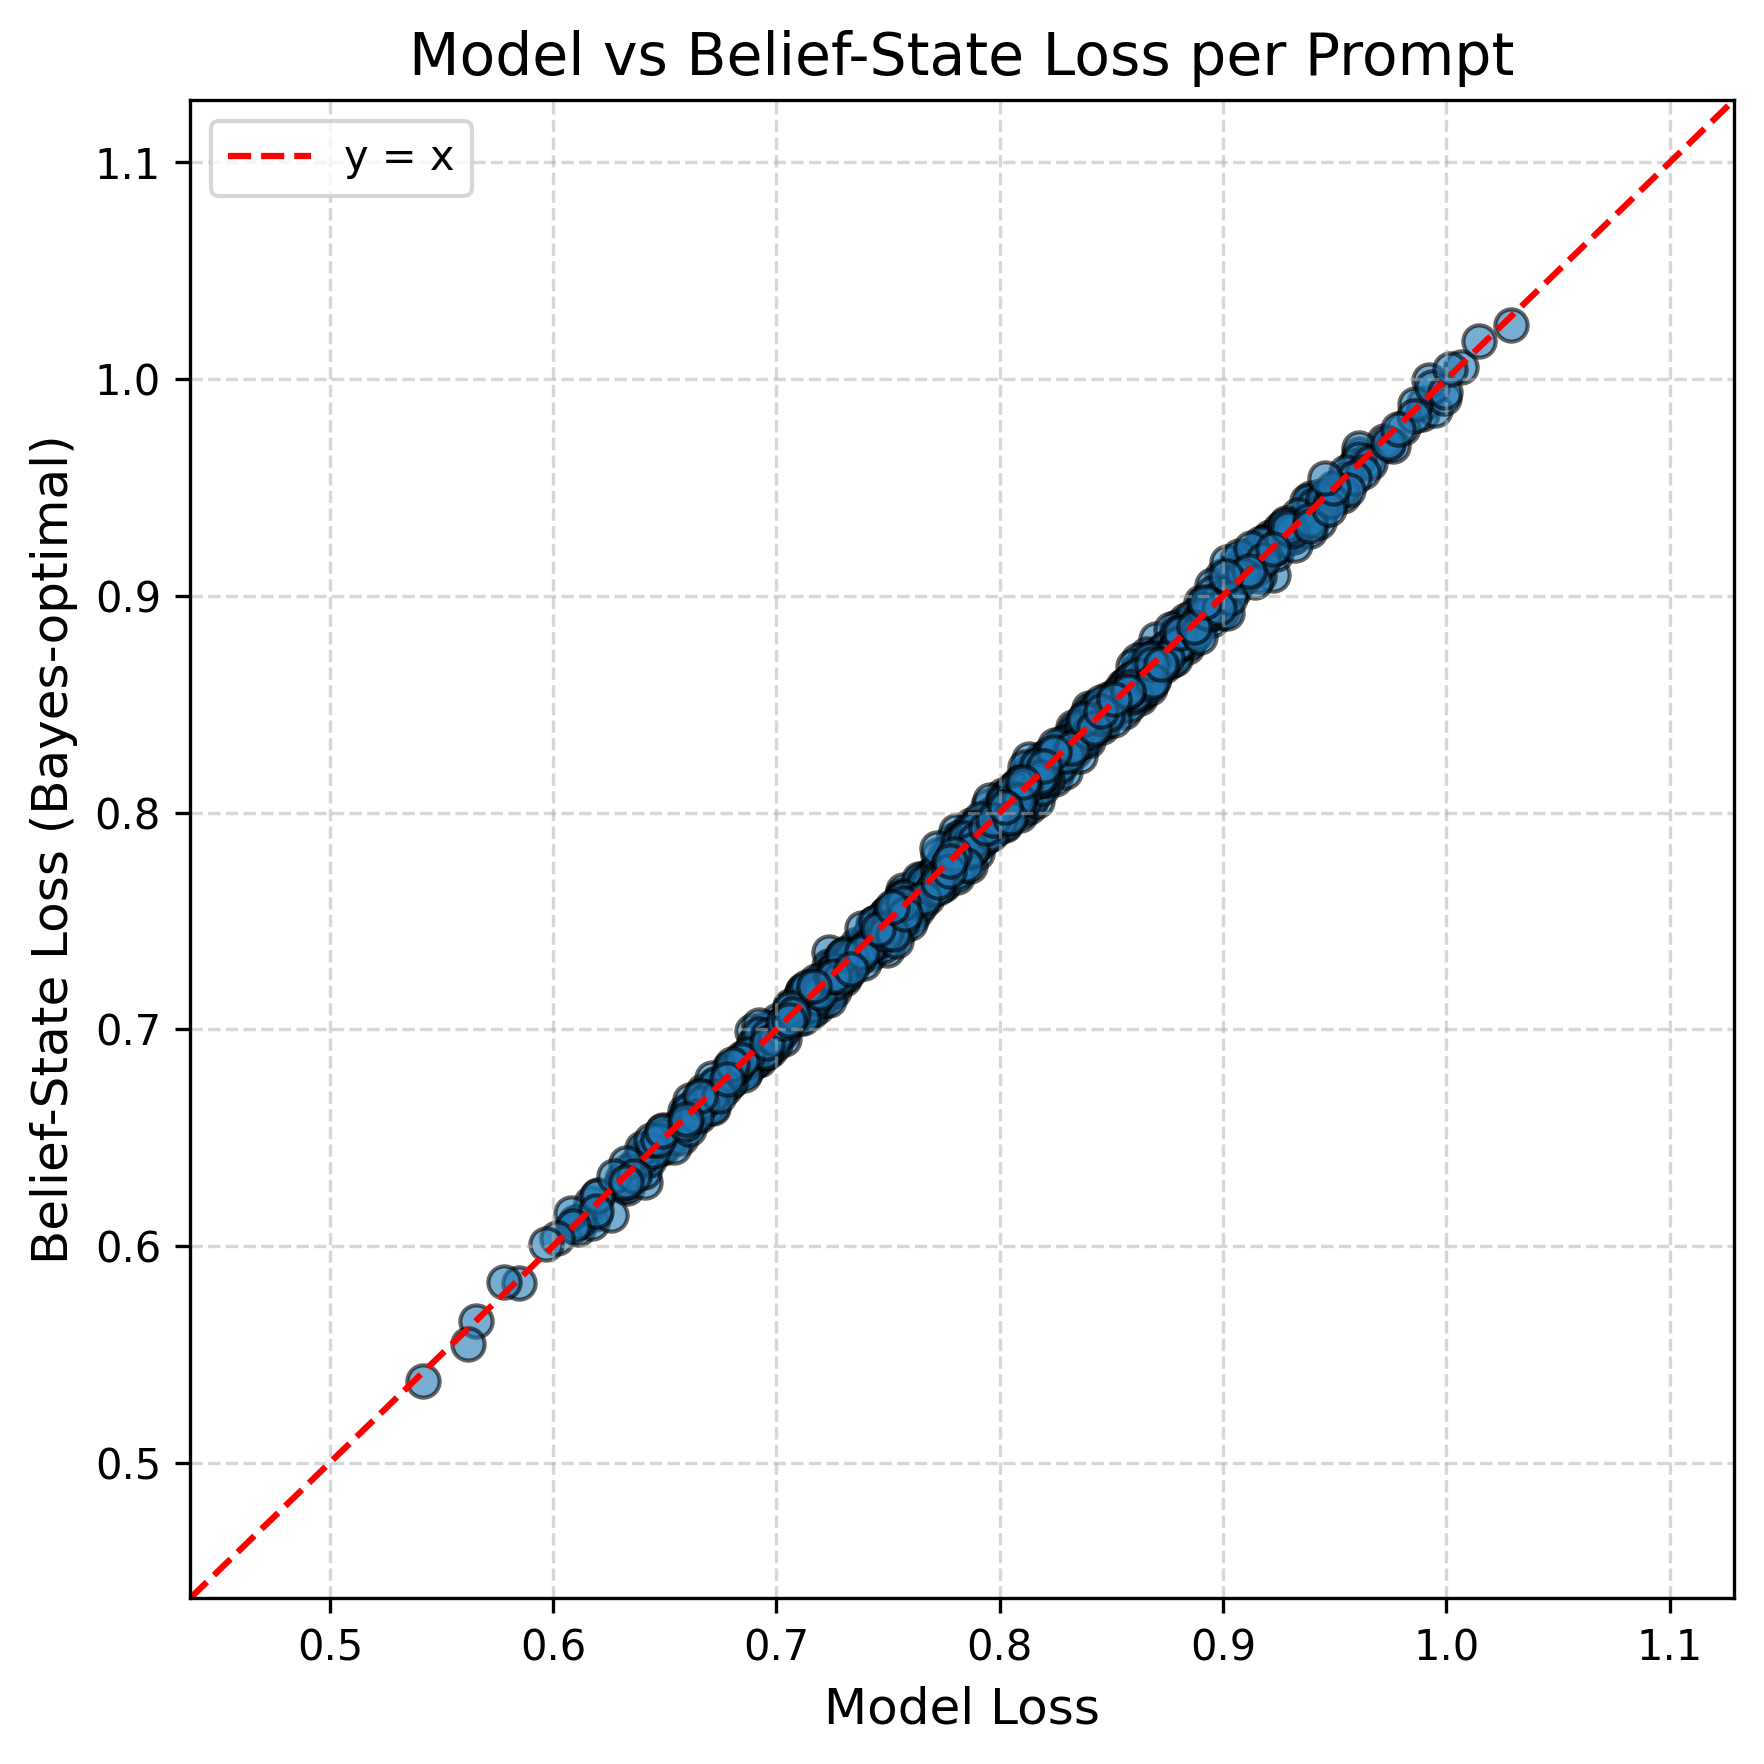 Model vs Belief-State Loss per Prompt
y = x
Belief-State Loss (Bayes-optimal)
1.1
1.0
0.9
0.8
0.7
0.6
0.5
0.5 0.6 0.7 0.8 0.9 1.0 1.1
Model Loss